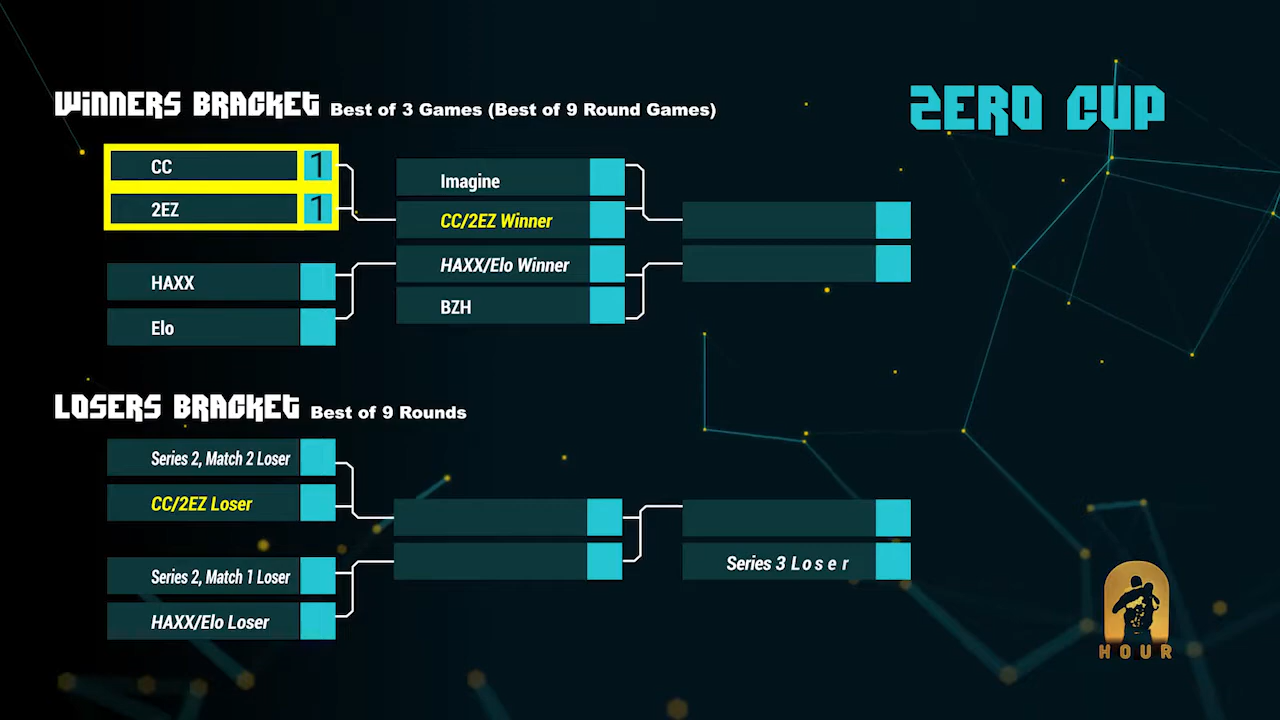 WINNERS BRACKET Best of 3 Games (Best of 9 Round Games)
ZERO CUP
CC 1
2EZ 1
HAXX
Elo
Imagine
CC/2EZ Winner
HAXX/Elo Winner
BZH
LOSERS BRACKET Best of 9 Rounds
Series 2, Match 2 Loser
CC/2EZ Loser
Series 2, Match 1 Loser
HAXX/Elo Loser
Series 3 Loser
HOUR